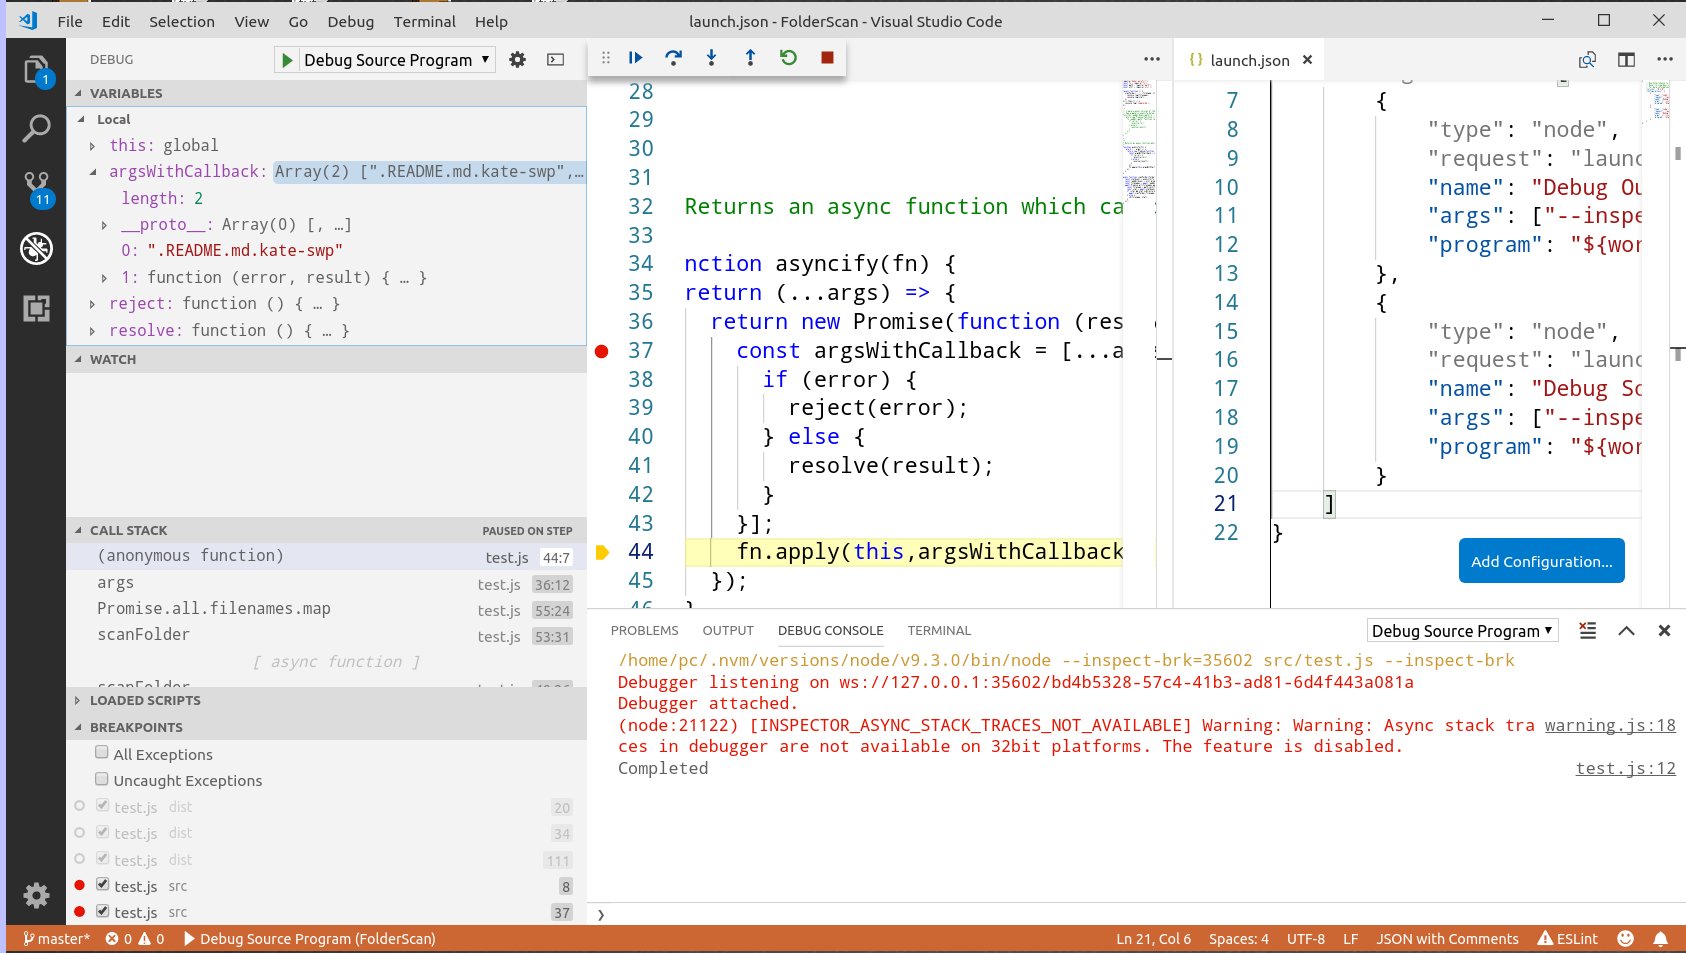 File Edit Selection View Go Debug Terminal Help
launch.json - FolderScan - Visual Studio Code
1
11
DEBUG
Debug Source Program
VARIABLES
Local
this: global
argsWithCallback: Array(2) [".README.md.kate-swp",…
length: 2
__proto__: Array(0) [, …]
0: ".README.md.kate-swp"
1: function (error, result) { … }
reject: function () { … }
resolve: function () { … }
WATCH
CALL STACK PAUSED ON STEP
(anonymous function) test.js 44:7
args test.js 36:12
Promise.all.filenames.map test.js 55:24
scanFolder test.js 53:31
[ async function ]
scanFolder
LOADED SCRIPTS
BREAKPOINTS
All Exceptions
Uncaught Exceptions
test.js dist 20
test.js dist 34
test.js dist 111
test.js src 8
test.js src 37
28
29
30
31
32 Returns an async function which ca
33
34 nction asyncify(fn) {
35 return (...args) => {
36 return new Promise(function (res
37 const argsWithCallback = [...a
38 if (error) {
39 reject(error);
40 } else {
41 resolve(result);
42 }
43 }];
44 fn.apply(this,argsWithCallback
45 });
46 }
launch.json
7 {
8 "type": "node",
9 "request": "launc
10 "name": "Debug Ou
11 "args": ["--inspe
12 "program": "${wor
13 },
14 {
15 "type": "node",
16 "request": "launc
17 "name": "Debug So
18 "args": ["--inspe
19 "program": "${wor
20 }
21 ]
22 }
Add Configuration...
PROBLEMS OUTPUT DEBUG CONSOLE TERMINAL
Debug Source Program
/home/pc/.nvm/versions/node/v9.3.0/bin/node --inspect-brk=35602 src/test.js --inspect-brk
Debugger listening on ws://127.0.0.1:35602/bd4b5328-57c4-41b3-ad81-6d4f443a081a
Debugger attached.
(node:21122) [INSPECTOR_ASYNC_STACK_TRACES_NOT_AVAILABLE] Warning: Warning: Async stack tra warning.js:18
ces in debugger are not available on 32bit platforms. The feature is disabled.
Completed test.js:12
master* 0 0 Debug Source Program (FolderScan)
Ln 21, Col 6 Spaces: 4 UTF-8 LF JSON with Comments ESLint